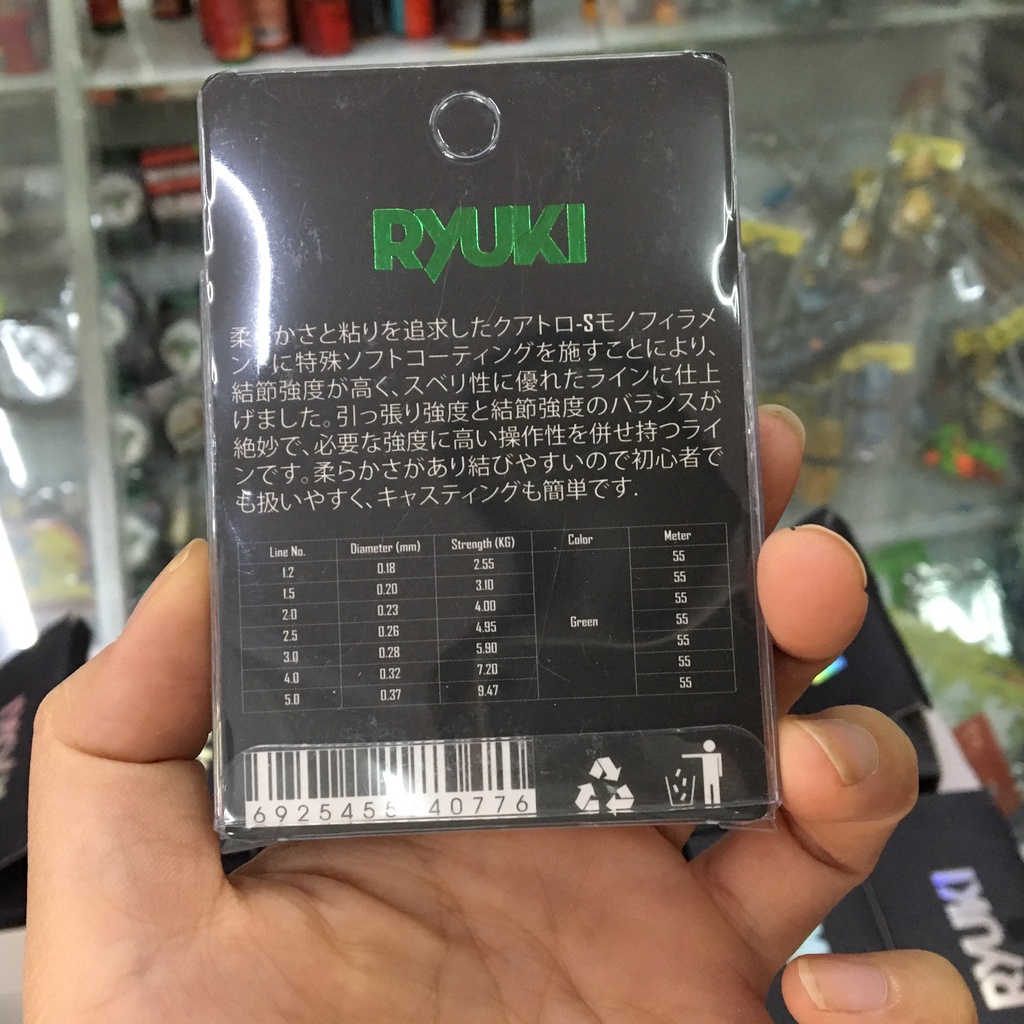 RYUKI
柔らかさと粘りを追求したクアトロ-Sモノフィラメ
ントに特殊ソフトコーティングを施すことにより、
結節強度が高く、スベリ性に優れたラインに仕上
げました。引っ張り強度と結節強度のバランスが
絶妙で、必要な強度に高い操作性を併せ持つライ
ンです。柔らかさがあり結びやすいので初心者で
も扱いやすく、キャスティングも簡単です.
Line No. Diameter (mm) Strength (KG) Color Meter
1.2 0.18 2.55 55
1.5 0.20 3.10 55
2.0 0.23 4.00 55
2.5 0.26 4.95 Green 55
3.0 0.28 5.90 55
4.0 0.32 7.20 55
5.0 0.37 9.47 55
RYUKI